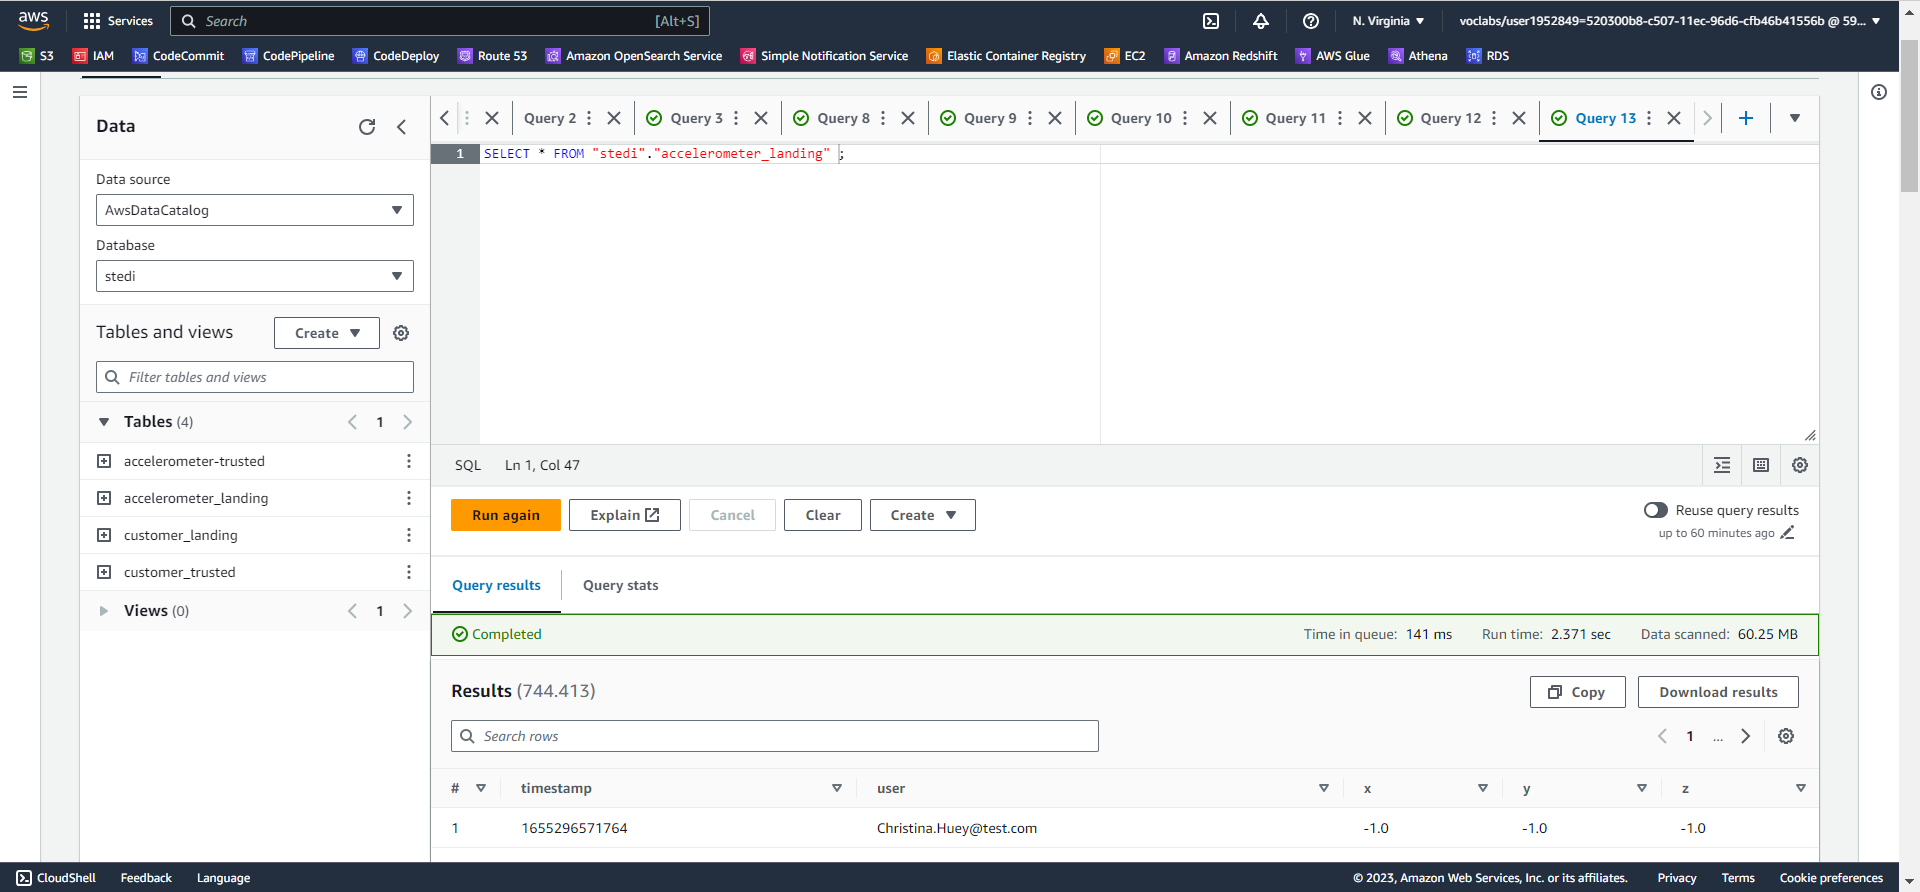 aws Services Search [Alt+S] N. Virginia voclabs/user1952849=520300b8-c507-11ec-96d6-cfb46b41556b @ 59...
S3 IAM CodeCommit CodePipeline CodeDeploy Route 53 Amazon OpenSearch Service Simple Notification Service Elastic Container Registry EC2 Amazon Redshift AWS Glue Athena RDS
Data
Data source
AwsDataCatalog
Database
stedi
Tables and views Create
Filter tables and views
Tables (4) 1
accelerometer-trusted
accelerometer_landing
customer_landing
customer_trusted
Views (0) 1
Query 2 Query 3 Query 8 Query 9 Query 10 Query 11 Query 12 Query 13
1 SELECT * FROM "stedi"."accelerometer_landing" ;
SQL Ln 1, Col 47
Run again Explain Cancel Clear Create
Reuse query results
up to 60 minutes ago
Query results Query stats
Completed Time in queue: 141 ms Run time: 2.371 sec Data scanned: 60.25 MB
Results (744.413) Copy Download results
Search rows 1 ...
# timestamp user x y z
1 1655296571764 Christina.Huey@test.com -1.0 -1.0 -1.0
CloudShell Feedback Language © 2023, Amazon Web Services, Inc. or its affiliates. Privacy Terms Cookie preferences